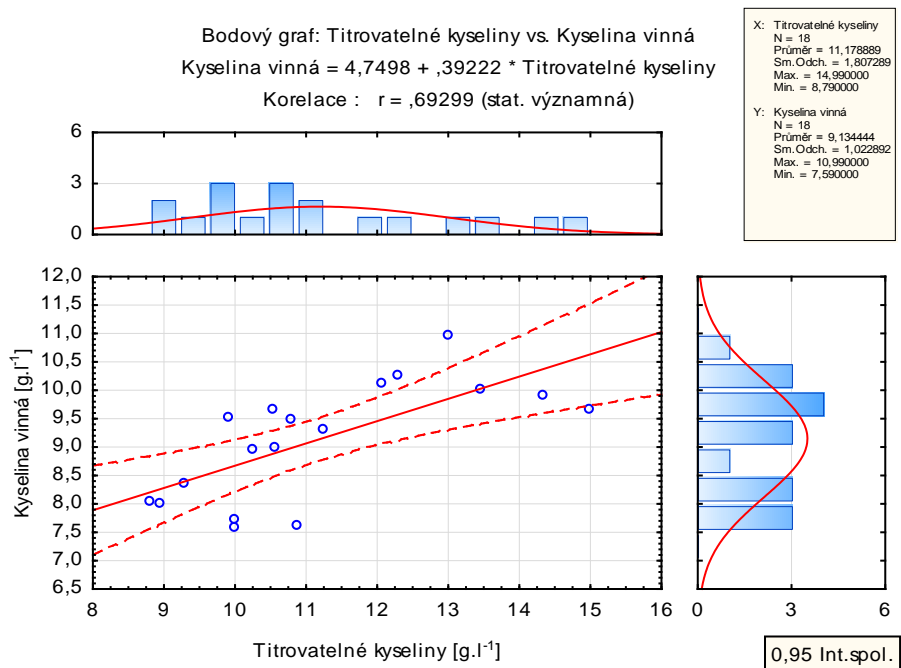 Bodový graf: Titrovatelné kyseliny vs. Kyselina vinná
Kyselina vinná = 4,7498 + ,39222 * Titrovatelné kyseliny
Korelace : r = ,69299 (stat. významná)
X: Titrovatelné kyseliny
N = 18
Průměr = 11,178889
Sm.Odch. = 1,807289
Max. = 14,990000
Min. = 8,790000
Y: Kyselina vinná
N = 18
Průměr = 9,134444
Sm.Odch. = 1,022892
Max. = 10,990000
Min. = 7,590000
6
3
0
12,0
11,5
11,0
10,5
10,0
9,5
9,0
8,5
8,0
7,5
7,0
6,5
Kyselina vinná [g.l-1]
8 9 10 11 12 13 14 15 16
Titrovatelné kyseliny [g.l-1]
0 3 6
0,95 Int.spol.